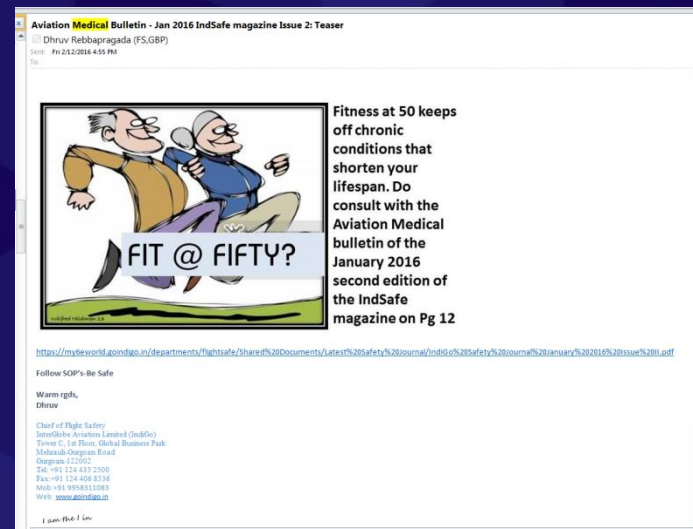 Aviation Medical Bulletin - Jan 2016 IndSafe magazine Issue 2: Teaser
Dhruv Rebbapragada (FS,GBP)
Sent: Fri 2/12/2016 4:55 PM
To:
Fitness at 50 keeps
off chronic
conditions that
shorten your
lifespan. Do
consult with the
Aviation Medical
bulletin of the
January 2016
second edition of
the IndSafe
magazine on Pg 12
FIT @ FIFTY?
https://my6eworld.goindigo.in/departments/flightsafe/Shared%20Documents/Latest%20Safety%20Journal/IndiGo%20Safety%20Journal%20January%202016%20Issue%20II.pdf
Follow SOP's-Be Safe
Warm rgds,
Dhruv
Chief of Flight Safety
InterGlobe Aviation Limited (IndiGo)
Tower C, 1st Floor, Global Business Park
Mehrauli-Gurgoan Road
Gurgoan-122002
Tel: +91 124 435 2500
Fax:+91 124 406 8536
Mob:+91 9958311083
Web: www.goindigo.in
I am the I in